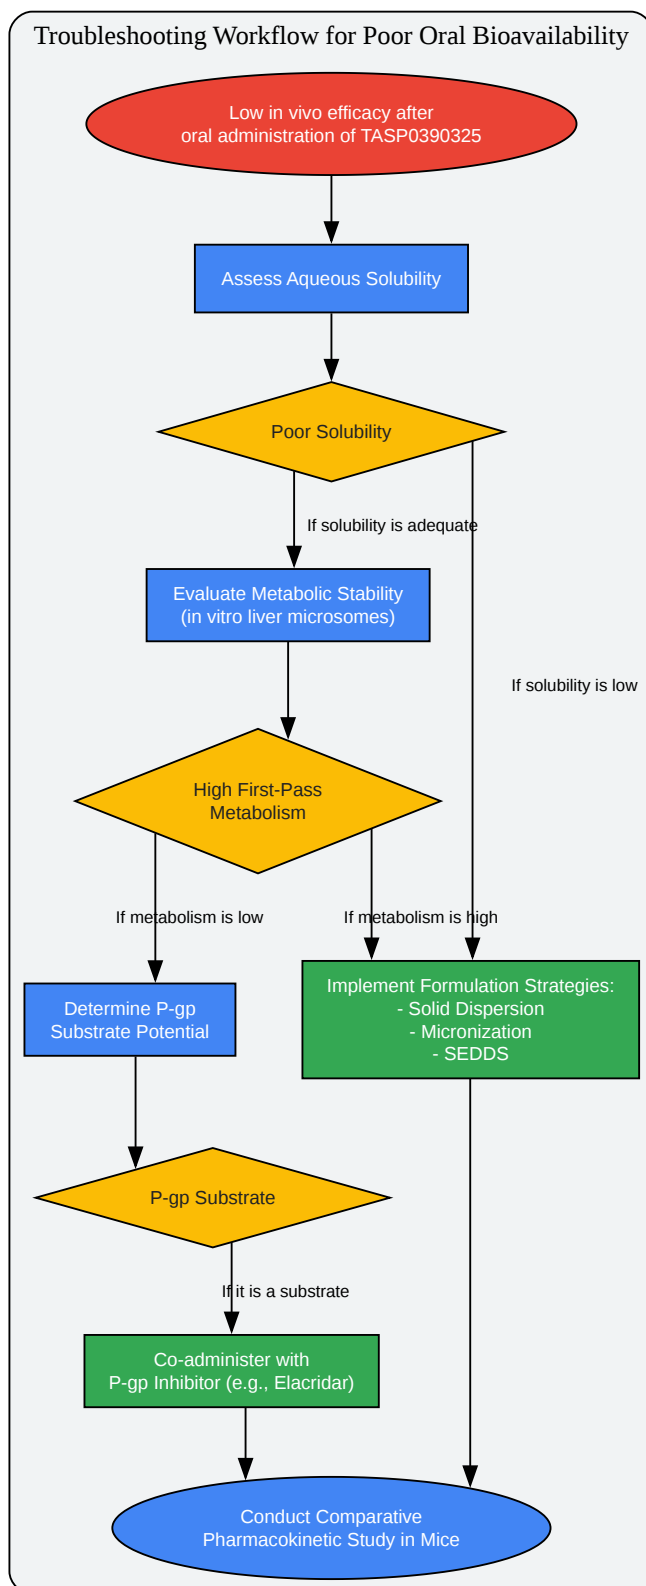 Troubleshooting Workflow for Poor Oral Bioavailability
Low in vivo efficacy after
oral administration of TASP0390325
Assess Aqueous Solubility
Poor Solubility
If solubility is adequate
Evaluate Metabolic Stability
(in vitro liver microsomes)
If solubility is low
High First-Pass
Metabolism
If metabolism is low
If metabolism is high
Determine P-gp
Substrate Potential
Implement Formulation Strategies:
- Solid Dispersion
- Micronization
- SEDDS
P-gp Substrate
If it is a substrate
Co-administer with
P-gp Inhibitor (e.g., Elacridar)
Conduct Comparative
Pharmacokinetic Study in Mice